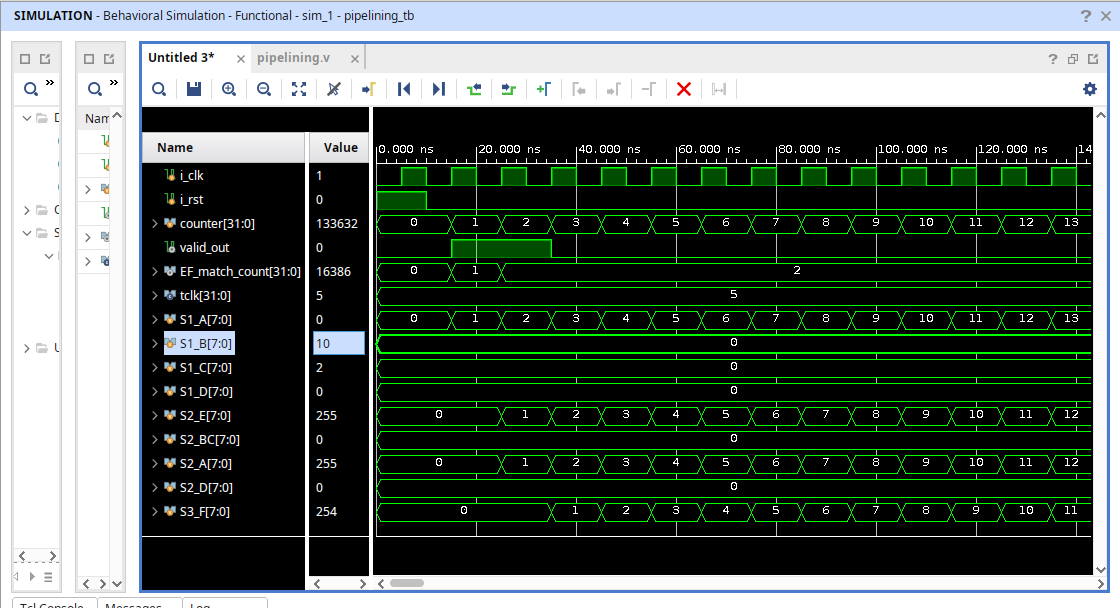 SIMULATION - Behavioral Simulation - Functional - sim_1 - pipelining_tb ? ×
Untitled 3* × pipelining.v × ?
» »
Nam Name Value 0.000 ns 20.000 ns 40.000 ns 60.000 ns 80.000 ns 100.000 ns 120.000 ns 14
i_clk 1
i_rst 0
counter[31:0] 133632 0 1 2 3 4 5 6 7 8 9 10 11 12 13
valid_out 0
EF_match_count[31:0] 16386 0 1 2
tclk[31:0] 5 5
S1_A[7:0] 0 0 1 2 3 4 5 6 7 8 9 10 11 12 13
S1_B[7:0] 10 0
S1_C[7:0] 2 0
S1_D[7:0] 0 0
S2_E[7:0] 255 0 1 2 3 4 5 6 7 8 9 10 11 12
S2_BC[7:0] 0 0
S2_A[7:0] 255 0 1 2 3 4 5 6 7 8 9 10 11 12
S2_D[7:0] 0 0
S3_F[7:0] 254 0 1 2 3 4 5 6 7 8 9 10 11
Tcl Console Messages Log